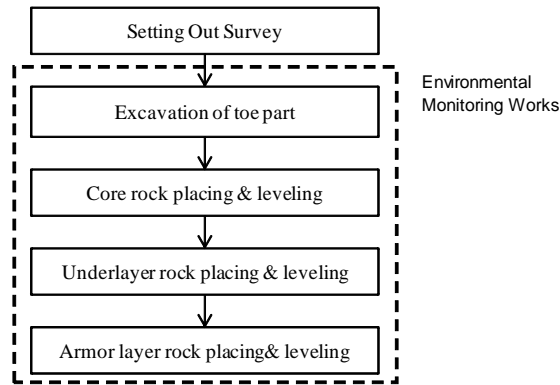 Setting Out Survey
Environmental
Monitoring Works
Excavation of toe part
Core rock placing & leveling
Underlayer rock placing & leveling
Armor layer rock placing& leveling